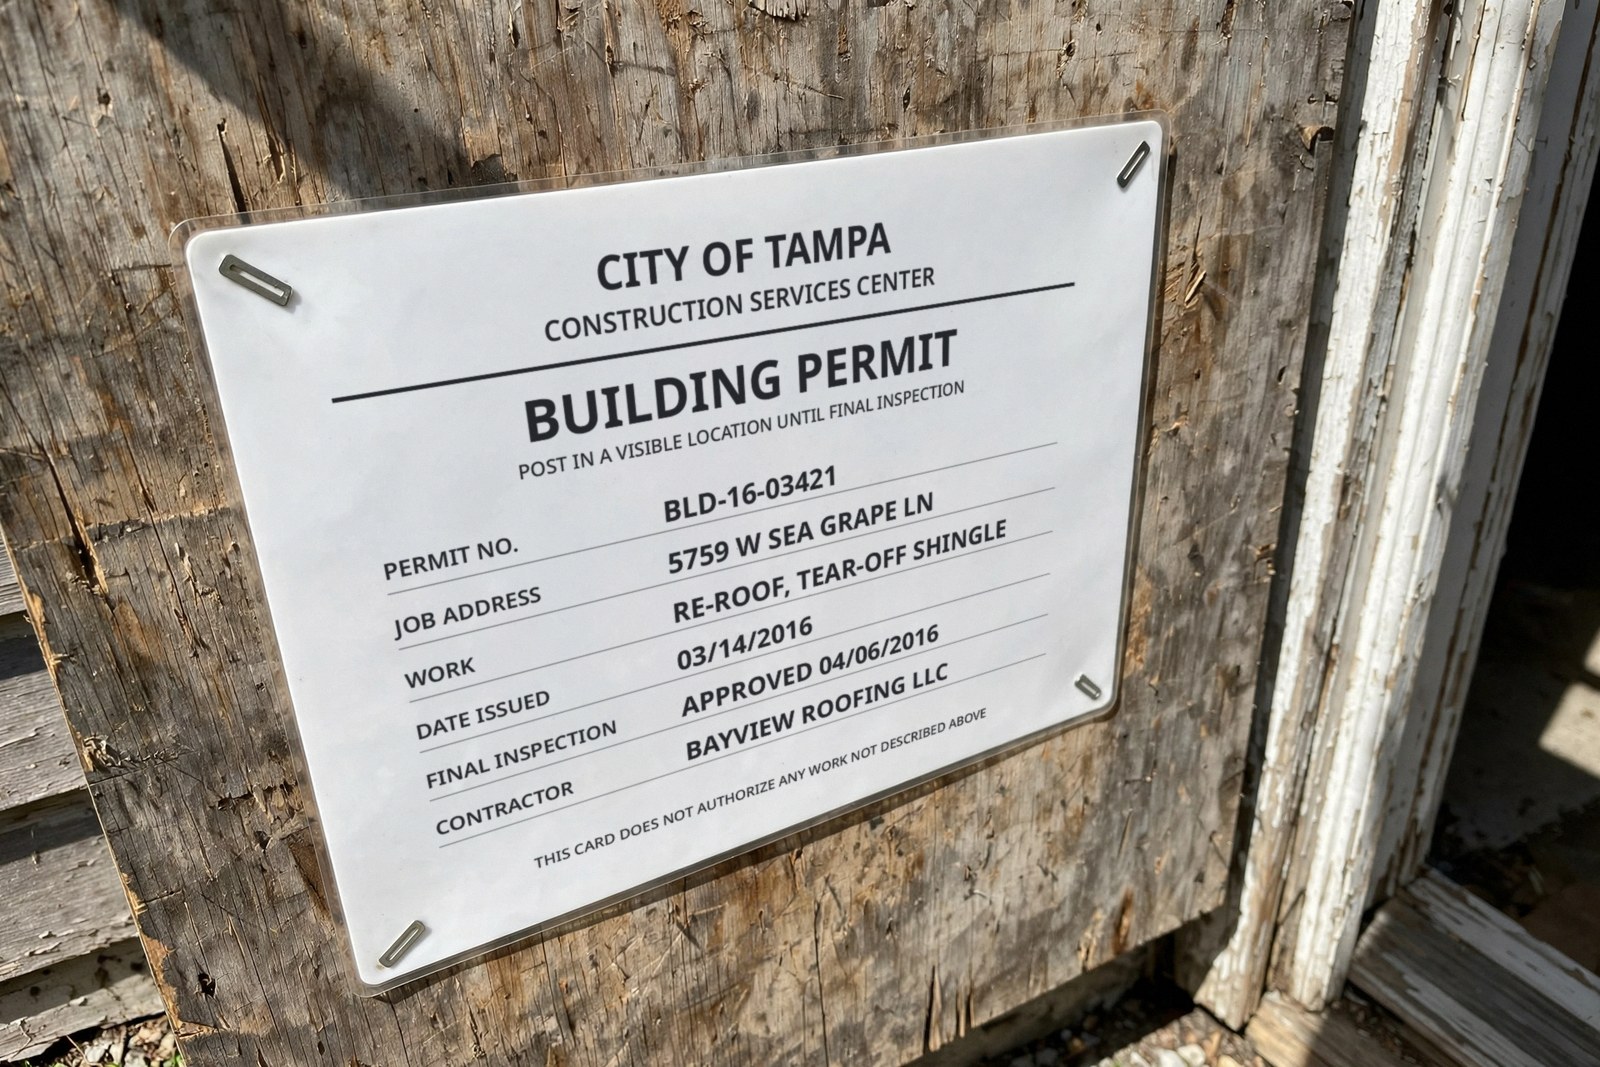 CITY OF TAMPA
CONSTRUCTION SERVICES CENTER
BUILDING PERMIT
POST IN A VISIBLE LOCATION UNTIL FINAL INSPECTION
PERMIT NO. BLD-16-03421
JOB ADDRESS 5759 W SEA GRAPE LN
WORK RE-ROOF, TEAR-OFF SHINGLE
DATE ISSUED 03/14/2016
FINAL INSPECTION APPROVED 04/06/2016
CONTRACTOR BAYVIEW ROOFING LLC
THIS CARD DOES NOT AUTHORIZE ANY WORK NOT DESCRIBED ABOVE